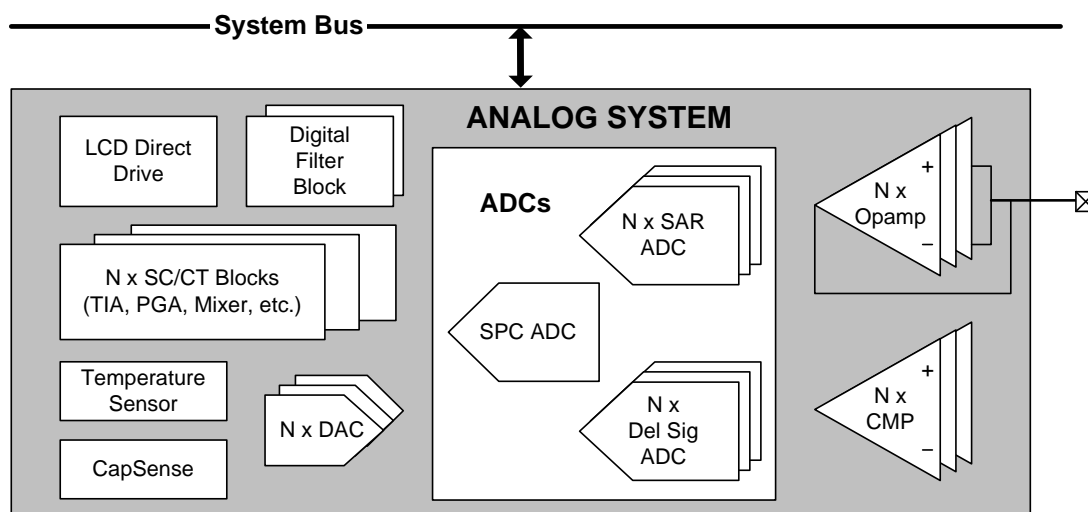 System Bus
ANALOG SYSTEM
LCD Direct
Drive
Digital
Filter
Block
ADCs
N x SAR
ADC
+
N x
Opamp
–
N x SC/CT Blocks
(TIA, PGA, Mixer, etc.)
SPC ADC
Temperature
Sensor
N x DAC
N x
Del Sig
ADC
+
N x
CMP
–
CapSense